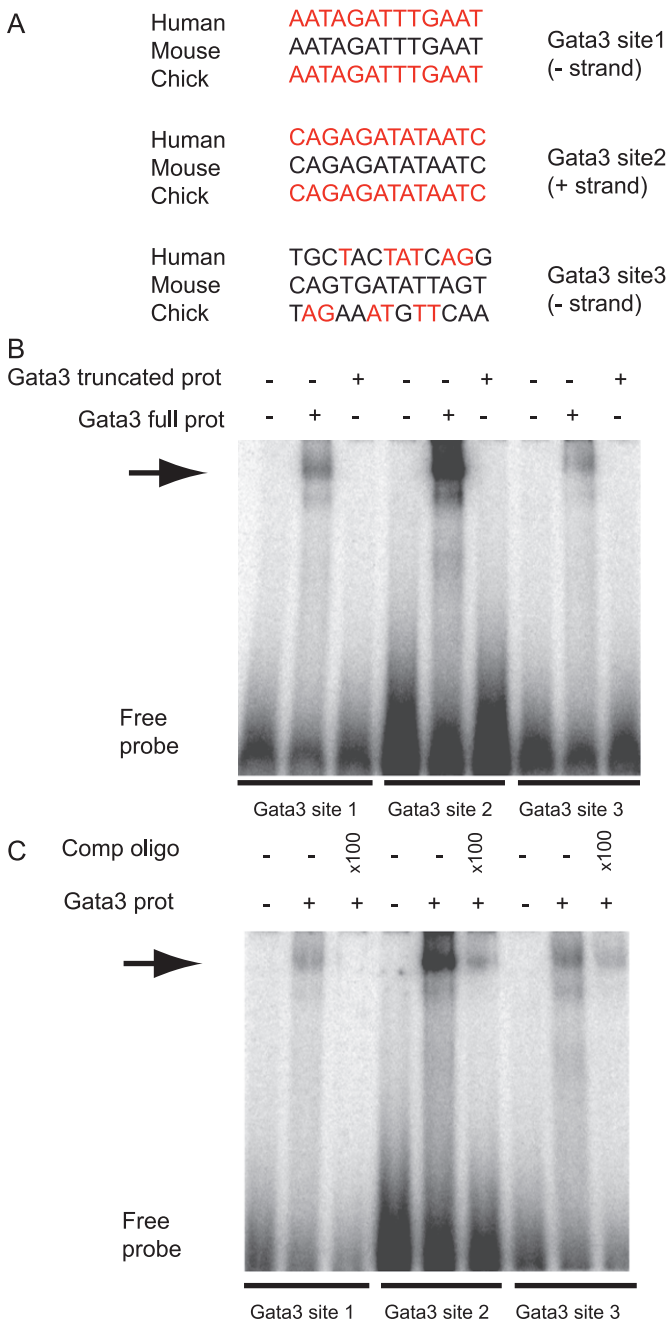 A
Human AATAGATTTGAAT
Mouse AATAGATTTGAAT Gata3 site1
Chick AATAGATTTGAAT (- strand)
Human CAGAGATATAATC
Mouse CAGAGATATAATC Gata3 site2
Chick CAGAGATATAATC (+ strand)
Human TGCTACTATCAGG
Mouse CAGTGATATTAGT Gata3 site3
Chick TAGAAATGTTCAA (- strand)
B
Gata3 truncated prot - - + - - + - - +
Gata3 full prot - + - - + - - + -
Free
probe
Gata3 site 1 Gata3 site 2 Gata3 site 3
C
Comp oligo - - x100 - - x100 - - x100
Gata3 prot - + + - + + - + +
Free
probe
Gata3 site 1 Gata3 site 2 Gata3 site 3